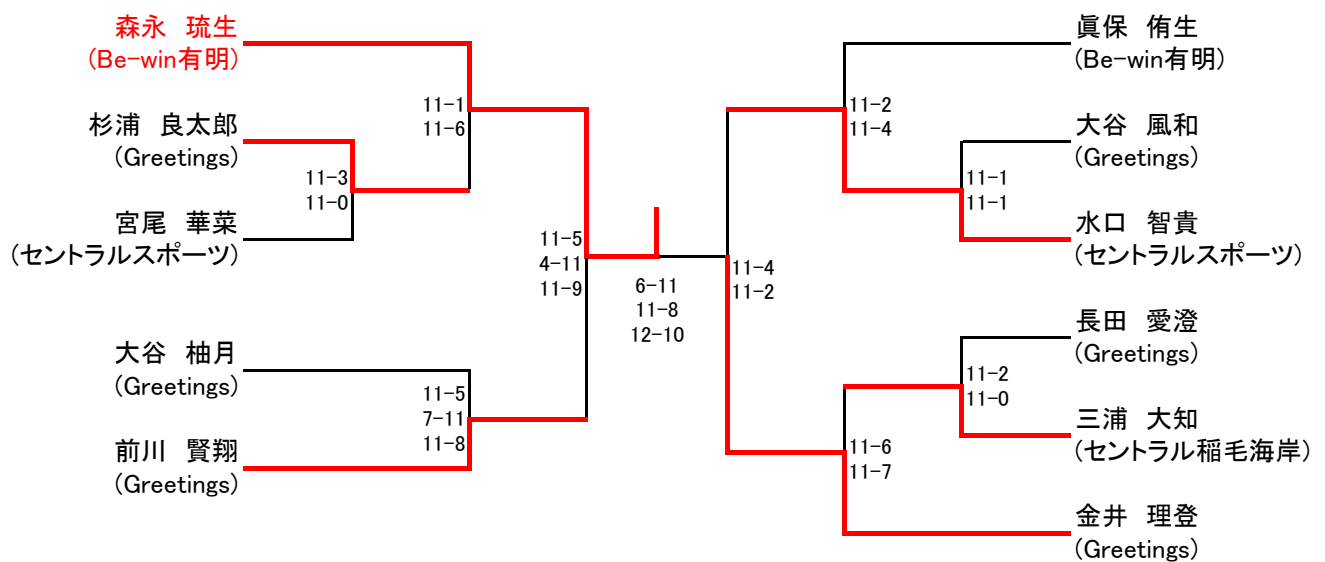 森永 琉生
(Be-win有明)
杉浦 良太郎
(Greetings)
宮尾 華菜
(セントラルスポーツ)
大谷 柚月
(Greetings)
前川 賢翔
(Greetings)
11-3
11-0
11-1
11-6
11-5
7-11
11-8
11-5
4-11
11-9
6-11
11-8
12-10
11-4
11-2
11-2
11-4
11-6
11-7
11-1
11-1
11-2
11-0
眞保 侑生
(Be-win有明)
大谷 風和
(Greetings)
水口 智貴
(セントラルスポーツ)
長田 愛澄
(Greetings)
三浦 大知
(セントラル稲毛海岸)
金井 理登
(Greetings)